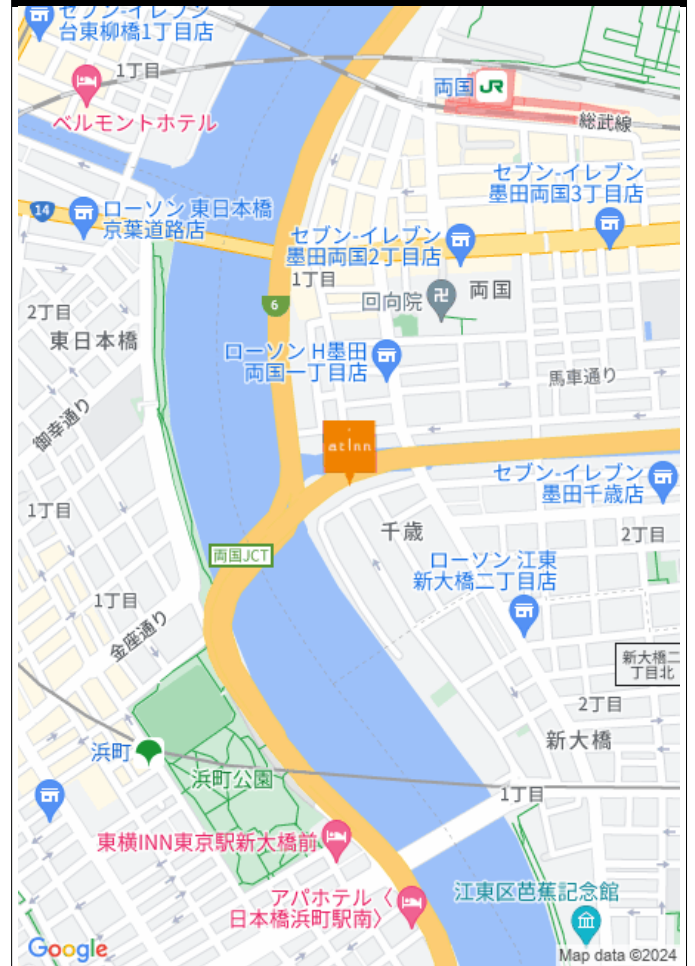 セブン-イレブン
台東柳橋1丁目店
1丁目
両国
JR
ベルモントホテル
総武線
セブン-イレブン
墨田両国3丁目店
14
ローソン 東日本橋
京葉道路店
セブン-イレブン
墨田両国2丁目店
1丁目
回向院
卍
両国
6
2丁目
東日本橋
ローソン H墨田
両国一丁目店
馬車通り
御幸通り
at Inn
セブン-イレブン
墨田千歳店
1丁目
千歳
2丁目
両国JCT
ローソン 江東
新大橋二丁目店
1丁目
金座通り
新大橋二
丁目北
2丁目
新大橋
浜町
浜町公園
1丁目
東横INN東京駅新大橋前
アパホテル〈
日本橋浜町駅南〉
江東区芭蕉記念館
Google
Map data ©2024